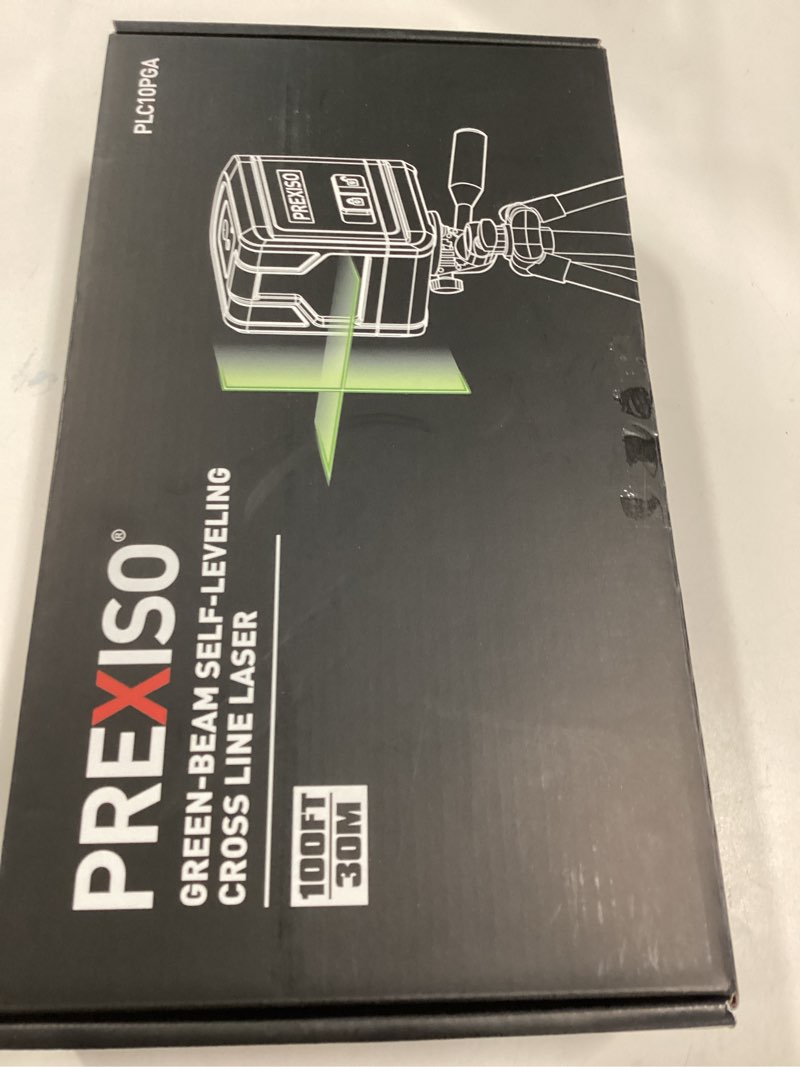 PLC10PGA
PREXISO
PREXISO®
GREEN-BEAM SELF-LEVELING
CROSS LINE LASER
100FT
30M